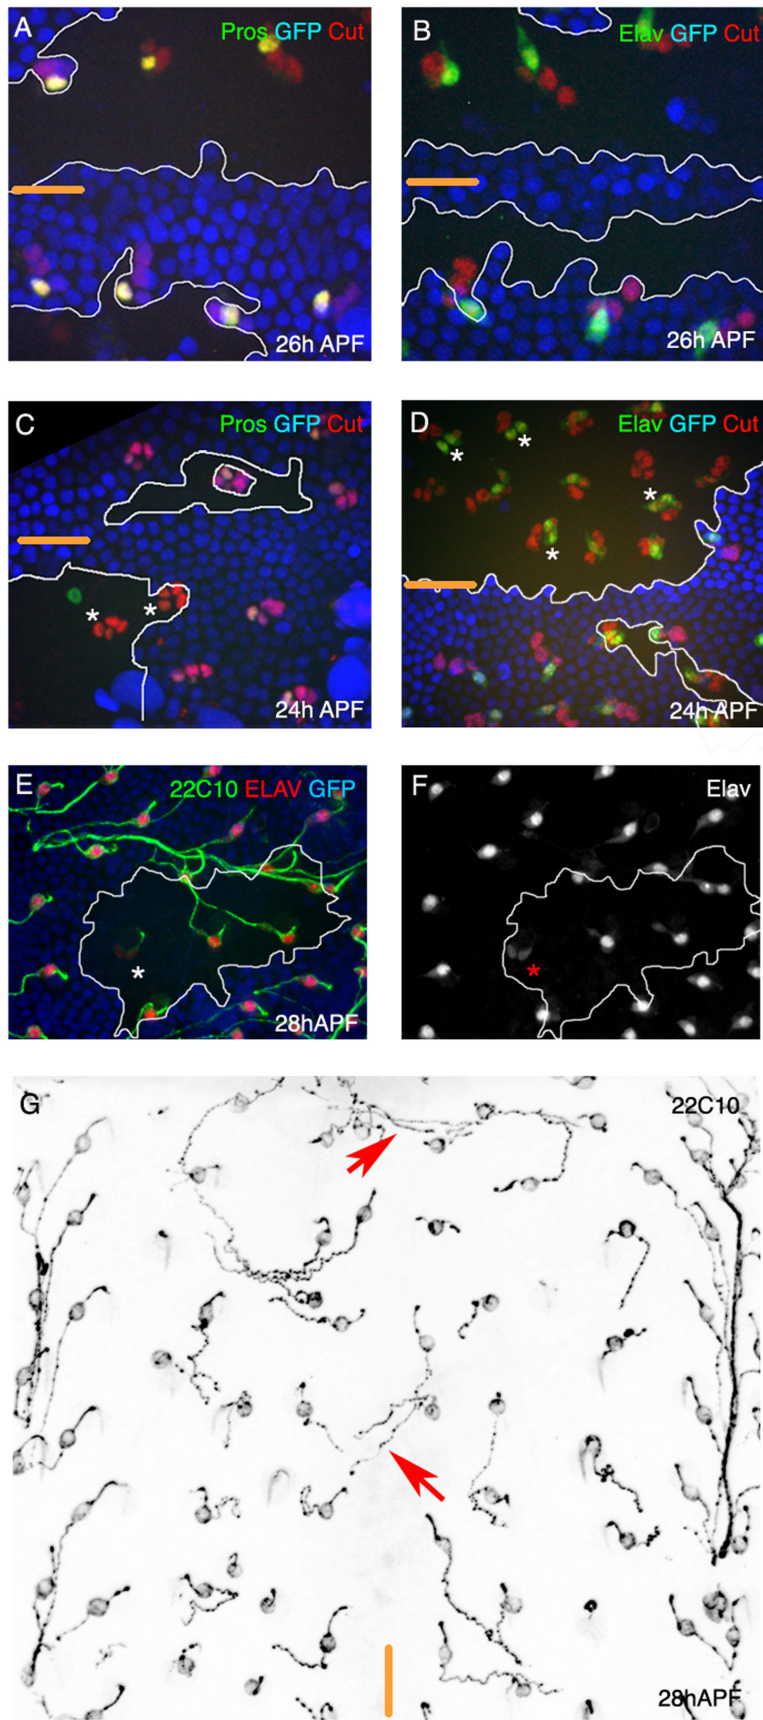 A
Pros GFP Cut
26h APF
B
Elav GFP Cut
26h APF
C
Pros GFP Cut
*
*
24h APF
D
Elav GFP Cut
*
*
*
*
24h APF
E
22C10 ELAV GFP
*
28hAPF
F
Elav
*
G
22C10
28hAPF